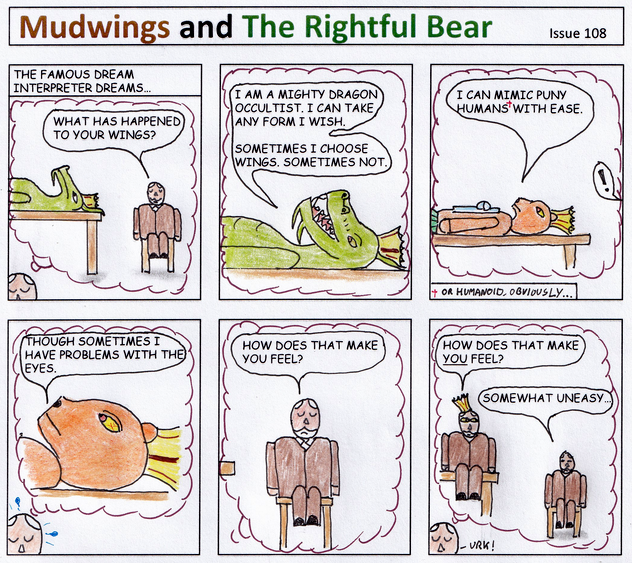 Mudwings and The Rightful Bear
Issue 108
THE FAMOUS DREAM
INTERPRETER DREAMS...
WHAT HAS HAPPENED
TO YOUR WINGS?
I AM A MIGHTY DRAGON
OCCULTIST. I CAN TAKE
ANY FORM I WISH.
SOMETIMES I CHOOSE
WINGS. SOMETIMES NOT.
I CAN MIMIC PUNY
HUMANS† WITH EASE.
!
† OR HUMANOID, OBVIOUSLY...
THOUGH SOMETIMES I
HAVE PROBLEMS WITH THE
EYES.
HOW DOES THAT MAKE
YOU FEEL?
HOW DOES THAT MAKE
YOU FEEL?
SOMEWHAT UNEASY...
URK!